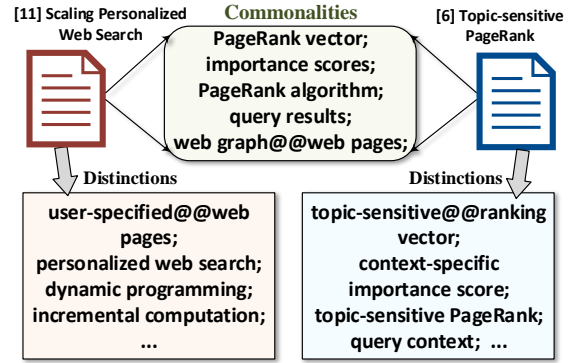 [11] Scaling Personalized
Web Search
Commonalities
[6] Topic-sensitive
PageRank
PageRank vector;
importance scores;
PageRank algorithm;
query results;
web graph@@web pages;
Distinctions
Distinctions
user-specified@@web
pages;
personalized web search;
dynamic programming;
incremental computation;
...
topic-sensitive@@ranking
vector;
context-specific
importance score;
topic-sensitive PageRank;
query context; ...